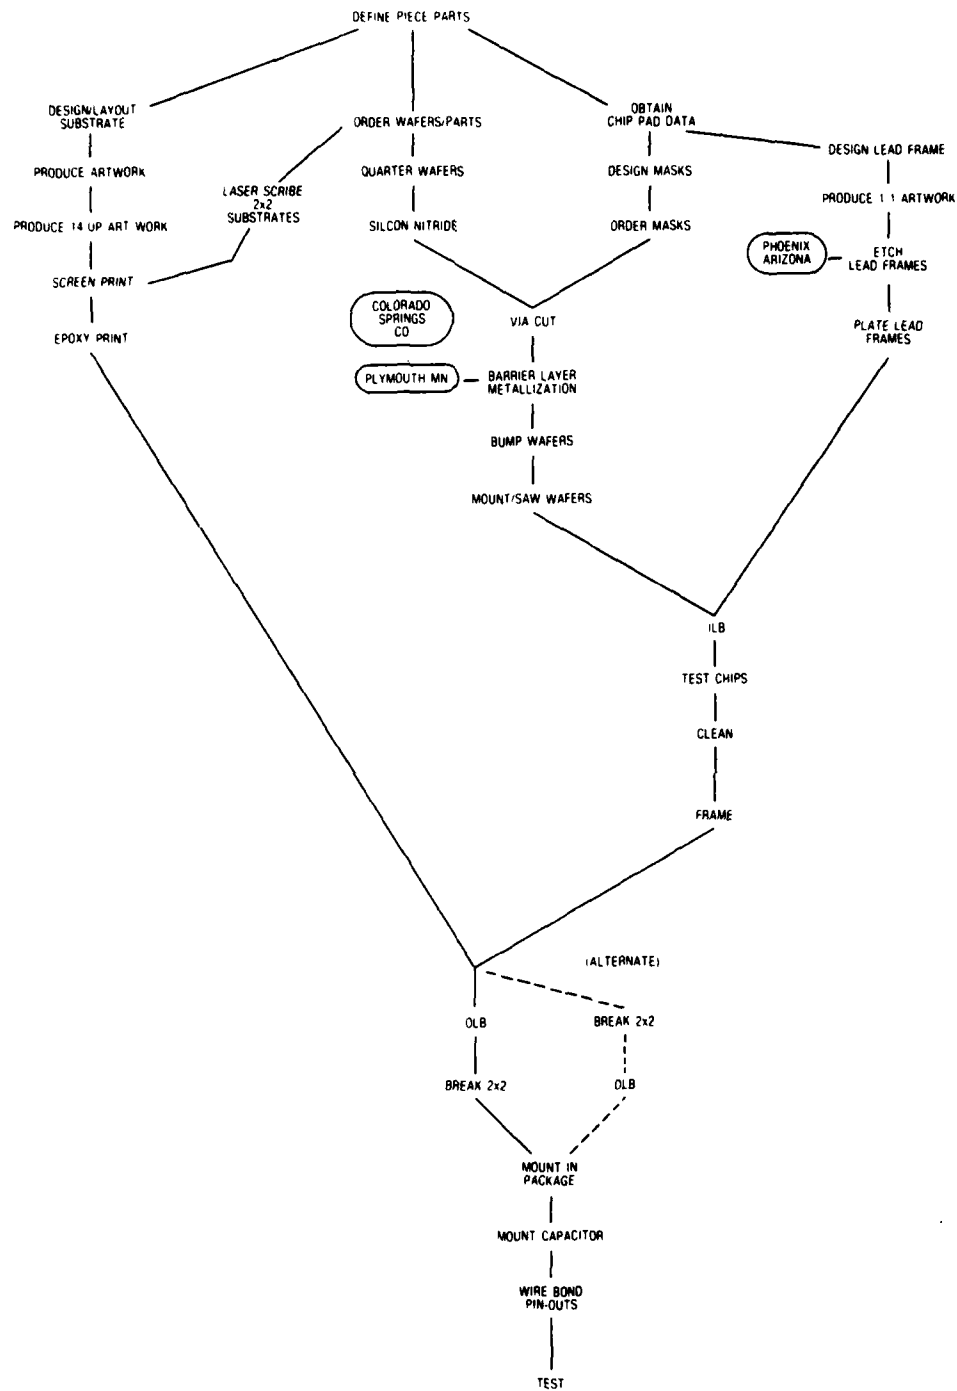 DEFINE PIECE PARTS
DESIGN/LAYOUT
SUBSTRATE
PRODUCE ARTWORK
PRODUCE 14 UP ART WORK
SCREEN PRINT
EPOXY PRINT
LASER SCRIBE
2x2
SUBSTRATES
ORDER WAFERS/PARTS
QUARTER WAFERS
SILCON NITRIDE
OBTAIN
CHIP PAD DATA
DESIGN MASKS
ORDER MASKS
DESIGN LEAD FRAME
PRODUCE 1 1 ARTWORK
PHOENIX
ARIZONA
ETCH
LEAD FRAMES
PLATE LEAD
FRAMES
COLORADO
SPRINGS
CO
VIA CUT
PLYMOUTH MN
BARRIER LAYER
METALLIZATION
BUMP WAFERS
MOUNT/SAW WAFERS
ILB
TEST CHIPS
CLEAN
FRAME
(ALTERNATE)
OLB
BREAK 2x2
BREAK 2x2
OLB
MOUNT IN
PACKAGE
MOUNT CAPACITOR
WIRE BOND
PIN-OUTS
TEST